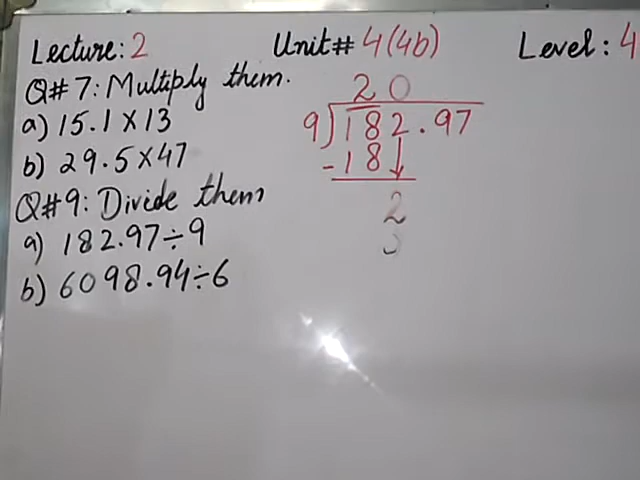 Lecture: 2 Unit# 4(4b) Level: 4
Q# 7: Multiply them.
a) 15.1 × 13
b) 29.5 × 47
Q# 9: Divide them
a) 182.97 ÷ 9
b) 6098.94 ÷ 6
20
9)182.97
-18↓
2